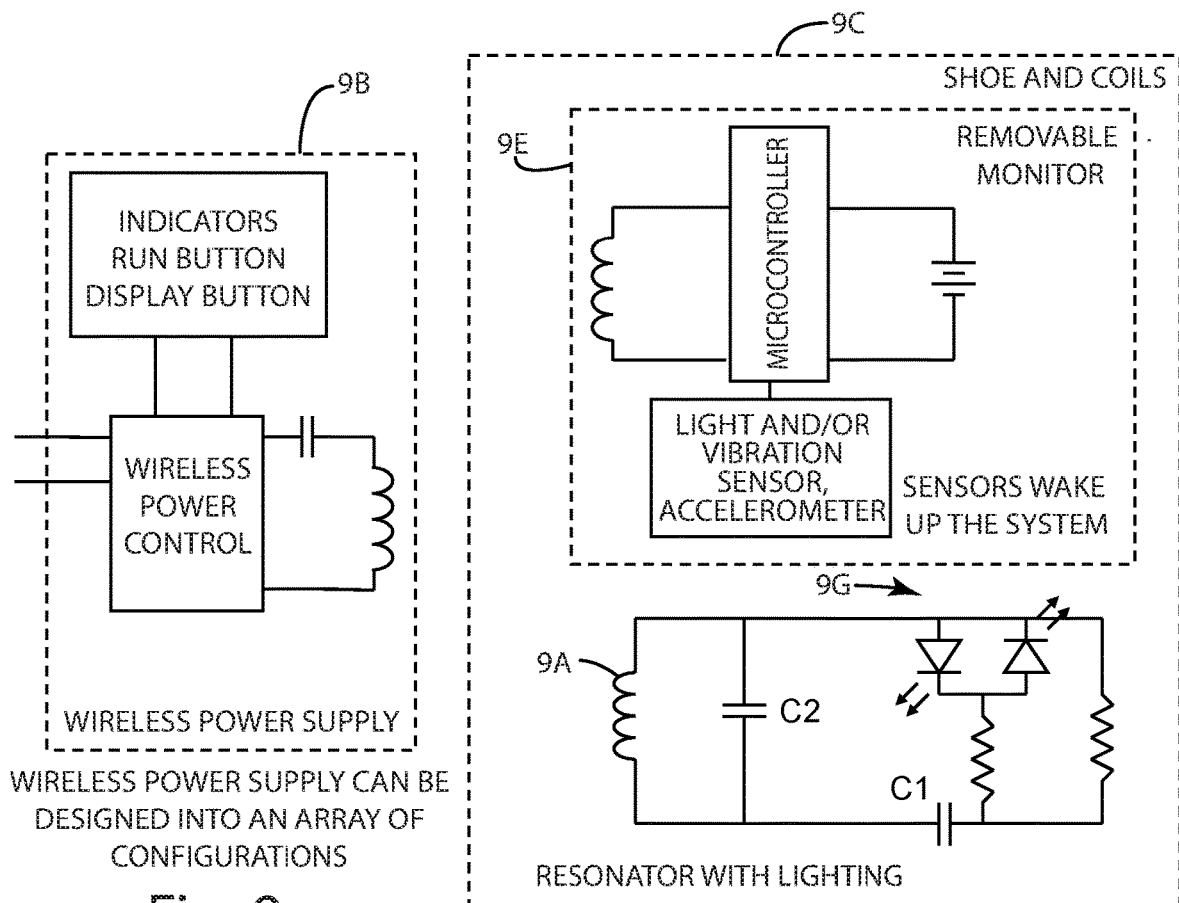 9B
INDICATORS
RUN BUTTON
DISPLAY BUTTON
WIRELESS
POWER
CONTROL
WIRELESS POWER SUPPLY
WIRELESS POWER SUPPLY CAN BE
DESIGNED INTO AN ARRAY OF
CONFIGURATIONS
9C
SHOE AND COILS
9E
REMOVABLE
MONITOR
MICROCONTROLLER
LIGHT AND/OR
VIBRATION
SENSOR,
ACCELEROMETER
SENSORS WAKE
UP THE SYSTEM
9G
9A
C2
C1
RESONATOR WITH LIGHTING